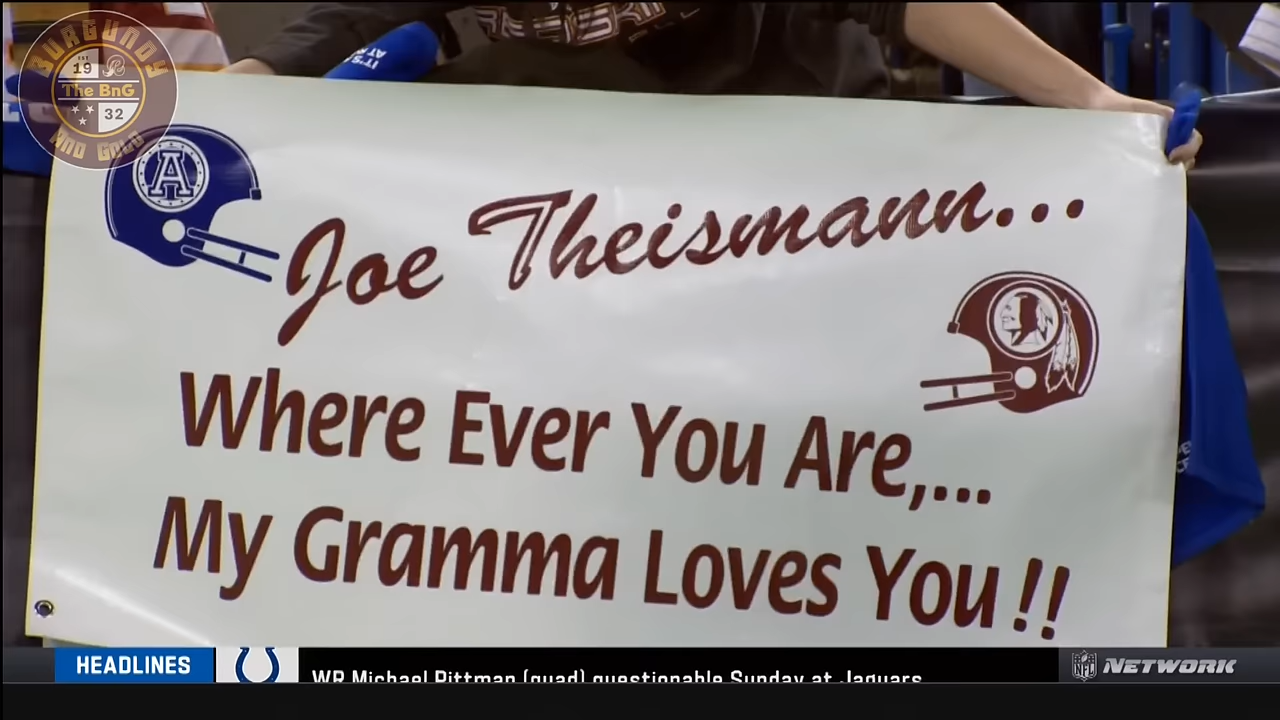 BURGUNDY
EST
19
The BnG
32
AND GOLD
A
Joe Theismann...
Where Ever You Are,...
My Gramma Loves You!!
HEADLINES
WR Michael Pittman (quad) questionable Sunday at Jaguars
NFL NETWORK